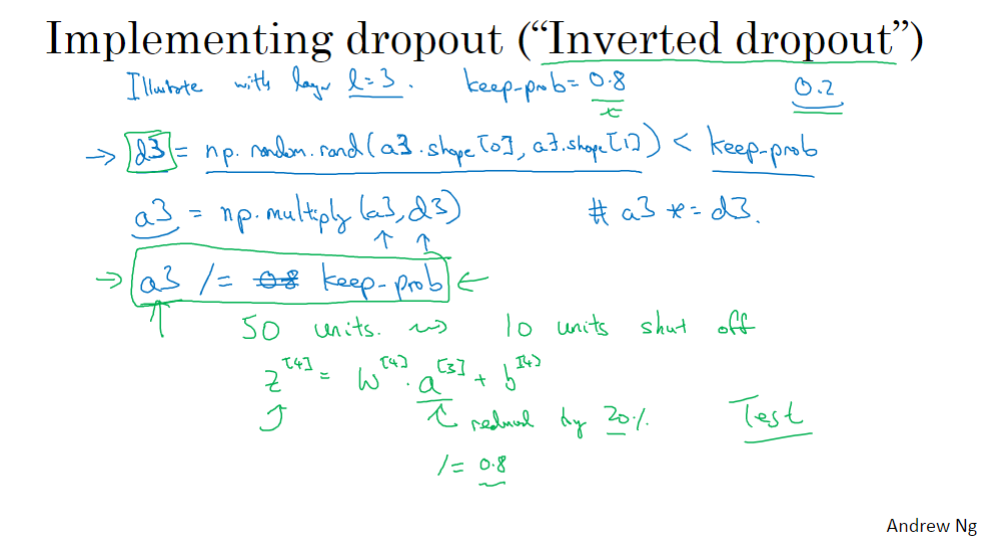 Implementing dropout (“Inverted dropout”)
Illustrate with layer l=3. keep-prob= 0.8 0.2
→ d3 = np.random.rand(a3.shape[0], a3.shape[1]) < keep-prob
a3 = np.multiply(a3, d3) # a3 *= d3.
→ a3 /= 0.8 keep-prob ←
50 units. ⇝ 10 units shut off
z^[4] = W^[4] · a^[3] + b^[4]
reduced by 20%. Test
/= 0.8
Andrew Ng